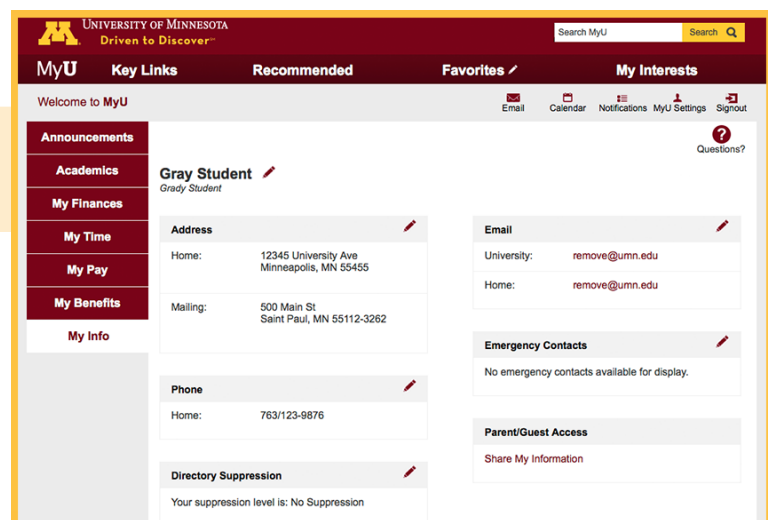 UNIVERSITY OF MINNESOTA
Driven to Discover℠
Search MyU
Search
MyU
Key Links
Recommended
Favorites
My Interests
Welcome to MyU
Email
Calendar
Notifications
MyU Settings
Signout
?
Questions?
Announcements
Academics
My Finances
My Time
My Pay
My Benefits
My Info
Gray Student
Grady Student
Address
Home: 12345 University Ave
Minneapolis, MN 55455
Mailing: 500 Main St
Saint Paul, MN 55112-3262
Phone
Home: 763/123-9876
Directory Suppression
Your suppression level is: No Suppression
Email
University: remove@umn.edu
Home: remove@umn.edu
Emergency Contacts
No emergency contacts available for display.
Parent/Guest Access
Share My Information